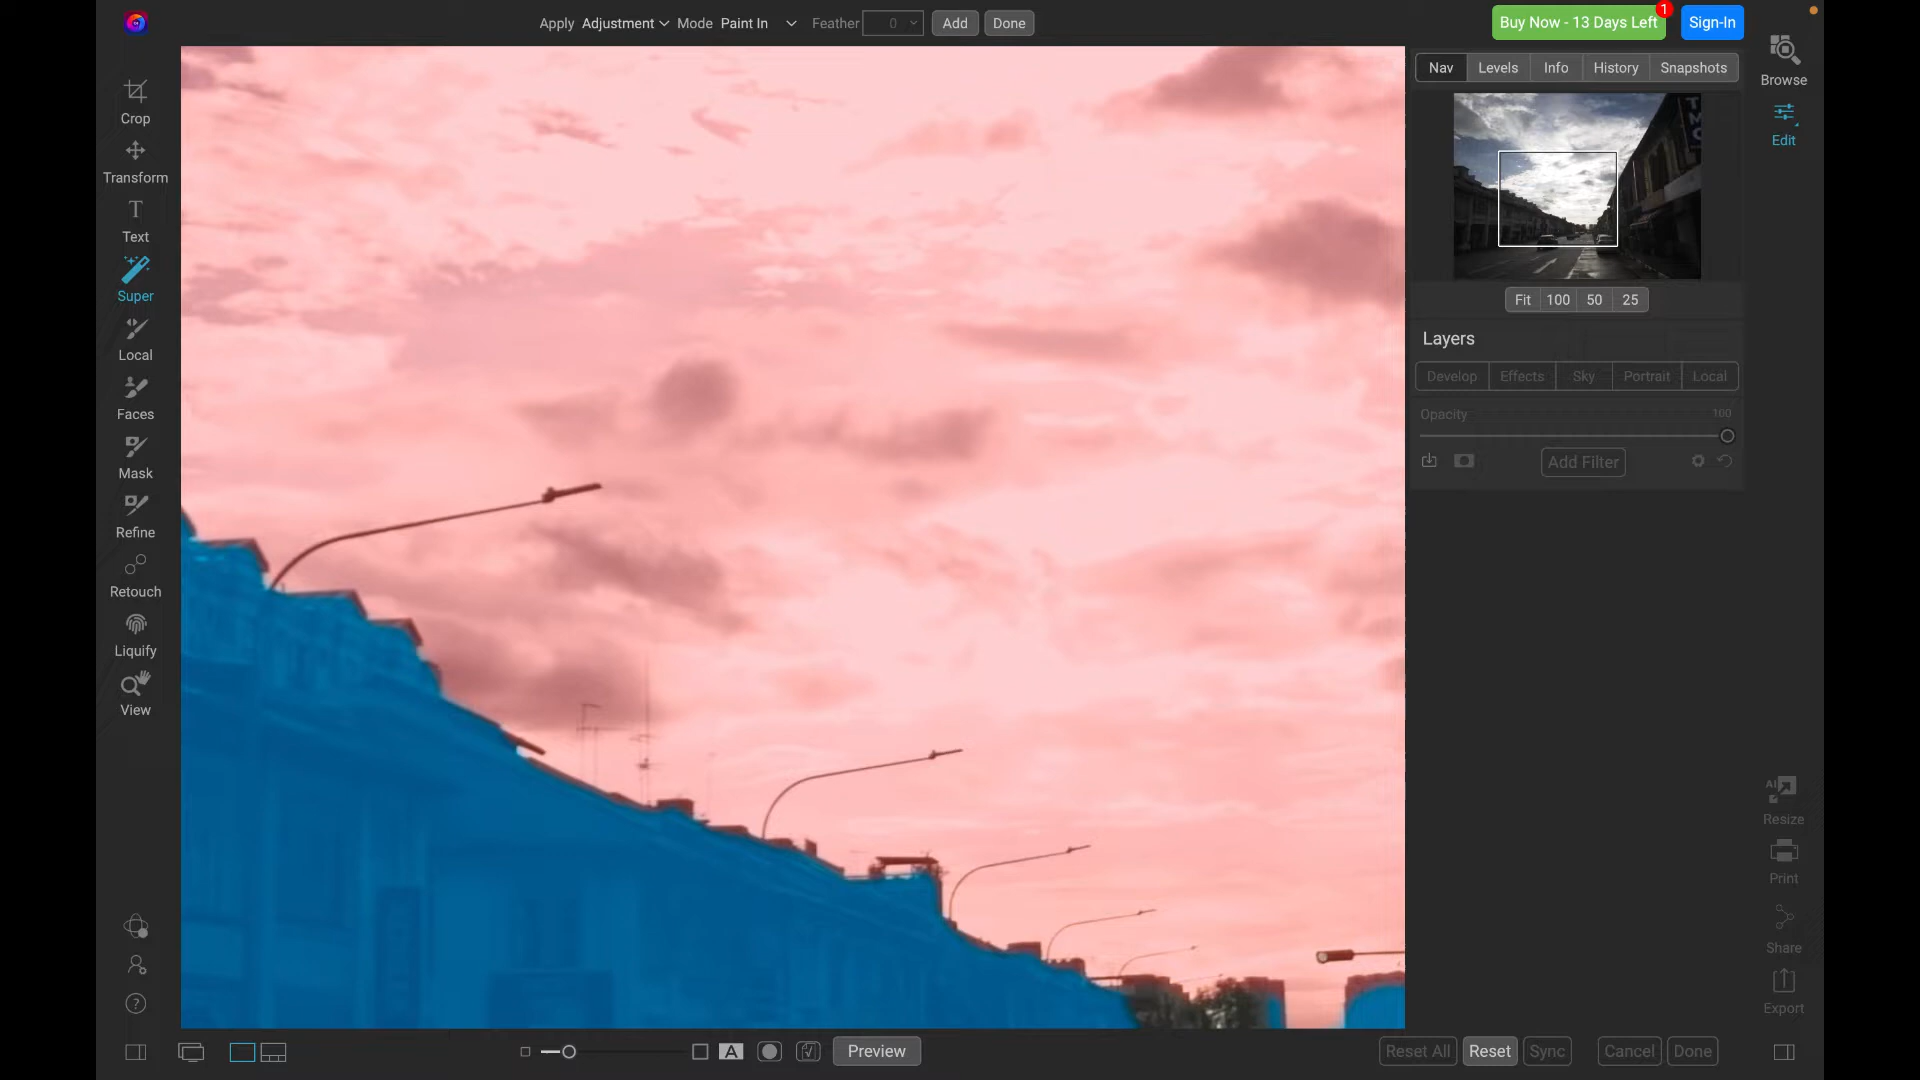 Apply Adjustment Mode Paint In Feather 0 Add Done
Buy Now - 13 Days Left 1 Sign-In
Nav Levels Info History Snapshots
Browse
Edit
Crop
Transform
Text
Super
Local
Faces
Mask
Refine
Retouch
Liquify
View
Fit 100 50 25
Layers
Develop Effects Sky Portrait Local
Opacity 100
Add Filter
AI
Resize
Print
Share
Export
?
A Preview
Reset All Reset Sync Cancel Done